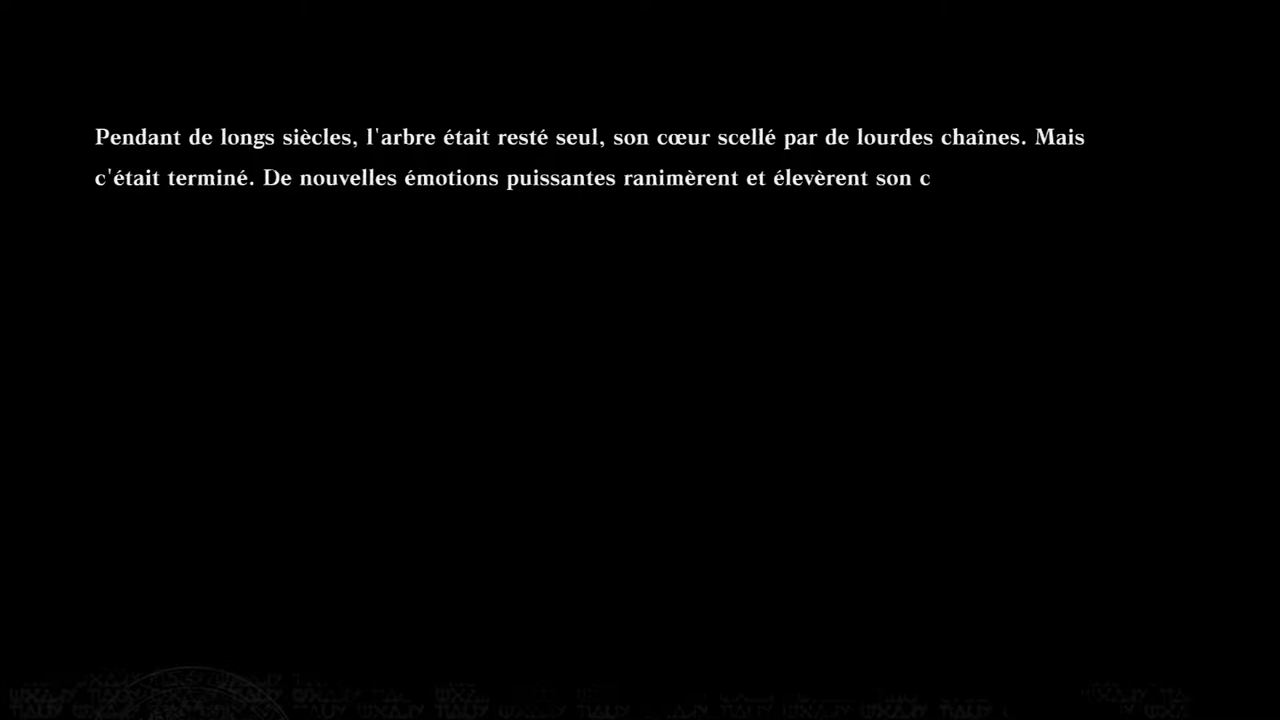 Pendant de longs siècles, l'arbre était resté seul, son cœur scellé par de lourdes chaînes. Mais
c'était terminé. De nouvelles émotions puissantes ranimèrent et élevèrent son c